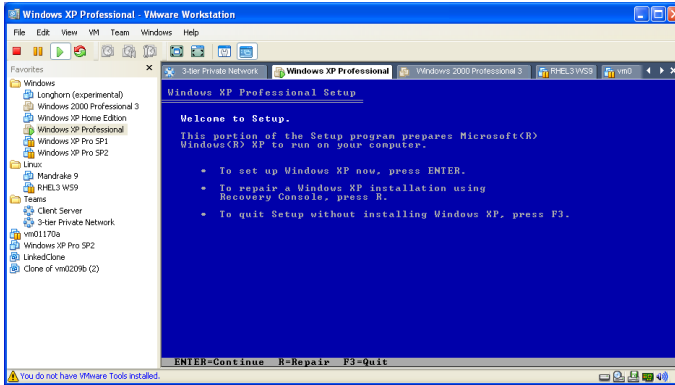 Windows XP Professional - VMware Workstation
File Edit View VM Team Windows Help
Favorites
Windows
Longhorn (experimental)
Windows 2000 Professional 3
Windows XP Home Edition
Windows XP Professional
Windows XP Pro SP1
Windows XP Pro SP2
Linux
Mandrake 9
RHEL3 WS9
Teams
Client Server
3-tier Private Network
vm01170a
Windows XP Pro SP2
LinkedClone
Clone of vm0209b (2)
3-tier Private Network Windows XP Professional Windows 2000 Professional 3 RHEL3 WS9 vm0
Windows XP Professional Setup
Welcome to Setup.
This portion of the Setup program prepares Microsoft(R)
Windows(R) XP to run on your computer.
• To set up Windows XP now, press ENTER.
• To repair a Windows XP installation using
Recovery Console, press R.
• To quit Setup without installing Windows XP, press F3.
ENTER=Continue R=Repair F3=Quit
You do not have VMware Tools installed.